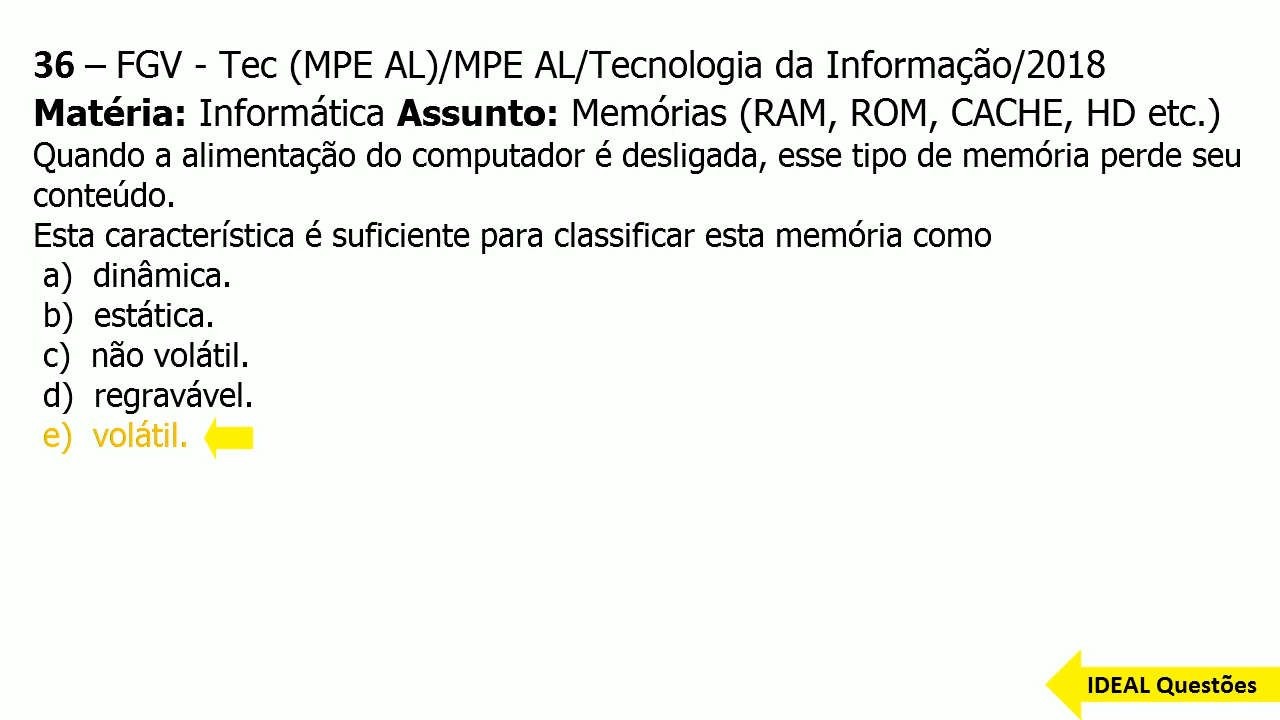 36 – FGV - Tec (MPE AL)/MPE AL/Tecnologia da Informação/2018
Matéria: Informática Assunto: Memórias (RAM, ROM, CACHE, HD etc.)
Quando a alimentação do computador é desligada, esse tipo de memória perde seu
conteúdo.
Esta característica é suficiente para classificar esta memória como
a) dinâmica.
b) estática.
c) não volátil.
d) regravável.
e) volátil.
IDEAL Questões